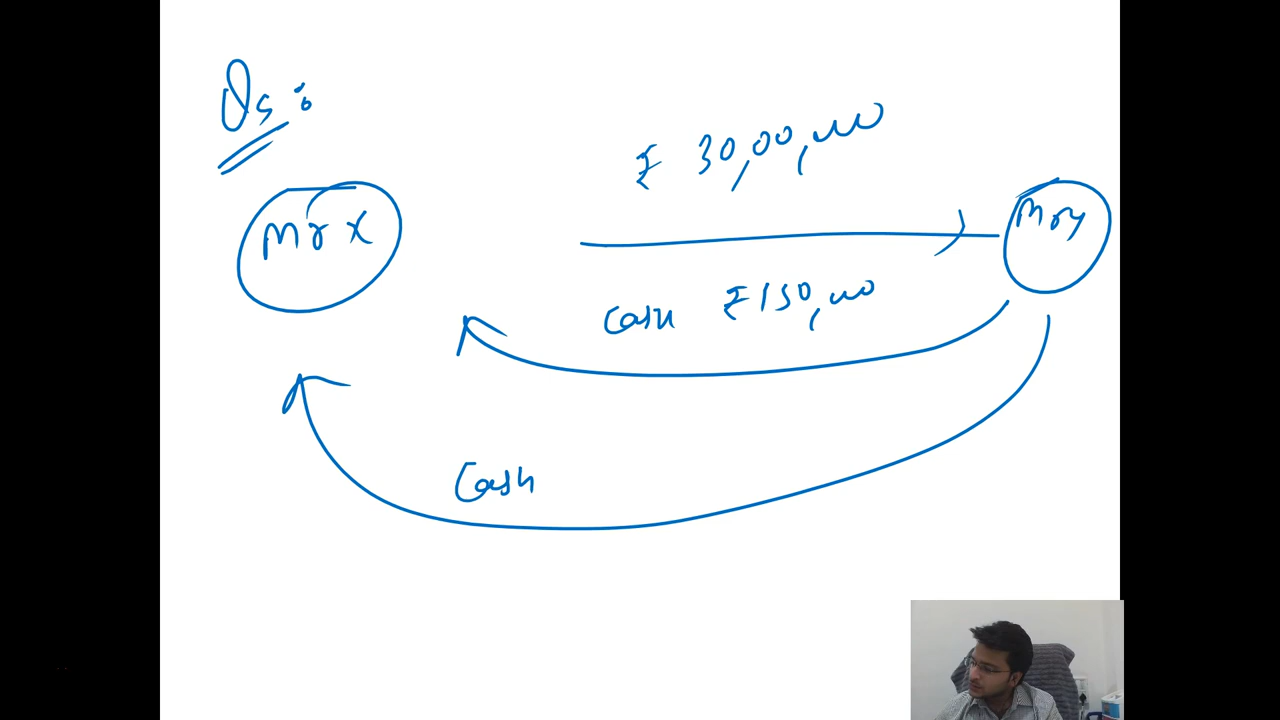 Qs :
₹ 30,00,000
Mr X
Mr Y
Cash ₹ 150,000
Cash